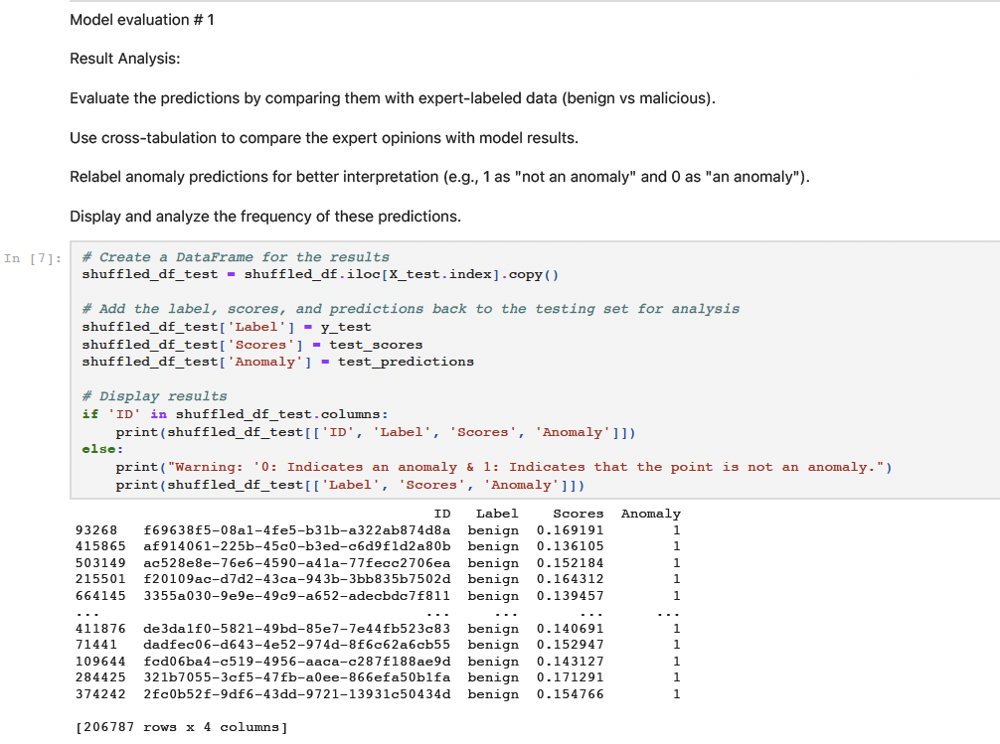 Model evaluation # 1
Result Analysis:
Evaluate the predictions by comparing them with expert-labeled data (benign vs malicious).
Use cross-tabulation to compare the expert opinions with model results.
Relabel anomaly predictions for better interpretation (e.g., 1 as "not an anomaly" and 0 as "an anomaly").
Display and analyze the frequency of these predictions.
In [7]:
# Create a DataFrame for the results
shuffled_df_test = shuffled_df.iloc[X_test.index].copy()
# Add the label, scores, and predictions back to the testing set for analysis
shuffled_df_test['Label'] = y_test
shuffled_df_test['Scores'] = test_scores
shuffled_df_test['Anomaly'] = test_predictions
# Display results
if 'ID' in shuffled_df_test.columns:
    print(shuffled_df_test[['ID', 'Label', 'Scores', 'Anomaly']])
else:
    print("Warning: '0: Indicates an anomaly & 1: Indicates that the point is not an anomaly.")
    print(shuffled_df_test[['Label', 'Scores', 'Anomaly']])
ID Label Scores Anomaly
93268 f69638f5-08a1-4fe5-b31b-a322ab874d8a benign 0.169191 1
415865 af914061-225b-45c0-b3ed-c6d9f1d2a80b benign 0.136105 1
503149 ac528e8e-76e6-4590-a41a-77fecc2706ea benign 0.152184 1
215501 f20109ac-d7d2-43ca-943b-3bb835b7502d benign 0.164312 1
664145 3355a030-9e9e-49c9-a652-adecbdc7f811 benign 0.139457 1
... ... ... ... ...
411876 de3da1f0-5821-49bd-85e7-7e44fb523c83 benign 0.140691 1
71441 dadfec06-d643-4e52-974d-8f6c62a6cb55 benign 0.152947 1
109644 fcd06ba4-c519-4956-aaca-c287f188ae9d benign 0.143127 1
284425 321b7055-3cf5-47fb-a0ee-866efa50b1fa benign 0.171291 1
374242 2fc0b52f-9df6-43dd-9721-13931c50434d benign 0.154766 1
[206787 rows x 4 columns]